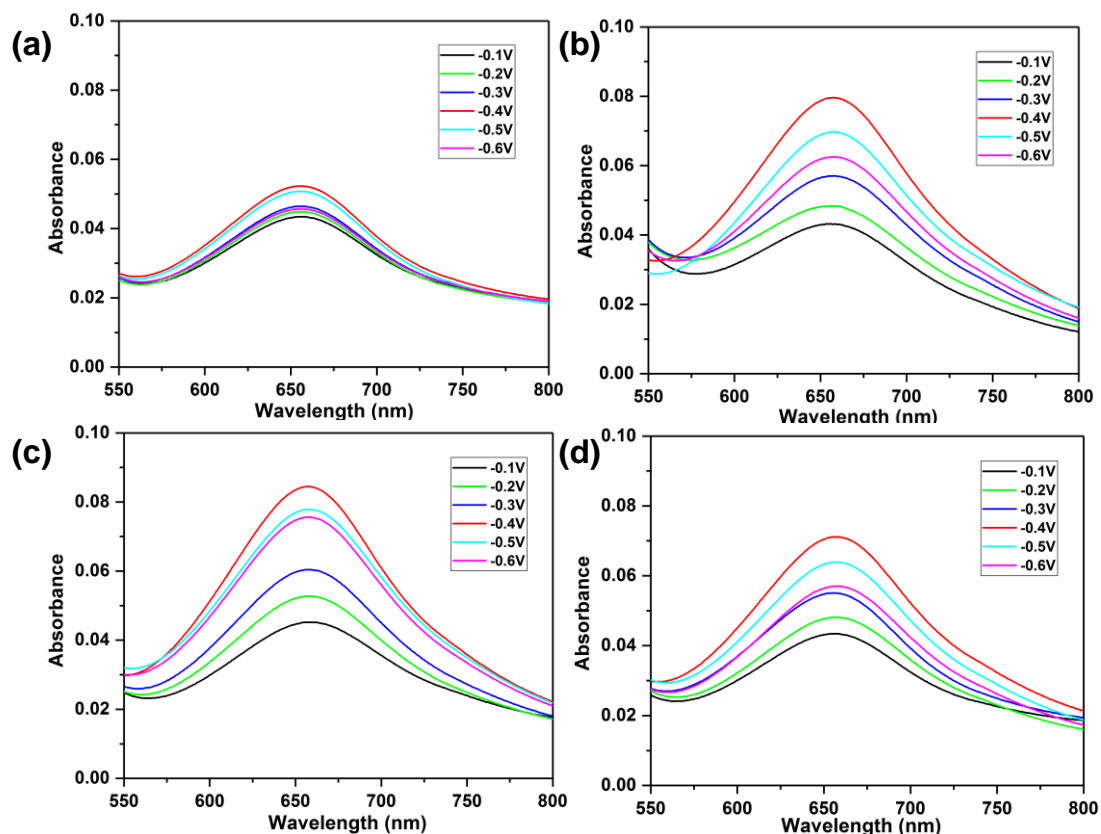 (a)
0.10
0.08
0.06
0.04
0.02
0.00
Absorbance
-0.1V
-0.2V
-0.3V
-0.4V
-0.5V
-0.6V
550 600 650 700 750 800
Wavelength (nm)
(b)
0.10
0.08
0.06
0.04
0.02
0.00
Absorbance
-0.1V
-0.2V
-0.3V
-0.4V
-0.5V
-0.6V
550 600 650 700 750 800
Wavelength (nm)
(c)
0.10
0.08
0.06
0.04
0.02
0.00
Absorbance
-0.1V
-0.2V
-0.3V
-0.4V
-0.5V
-0.6V
550 600 650 700 750 800
Wavelength (nm)
(d)
0.10
0.08
0.06
0.04
0.02
0.00
Absorbance
-0.1V
-0.2V
-0.3V
-0.4V
-0.5V
-0.6V
550 600 650 700 750 800
Wavelength (nm)